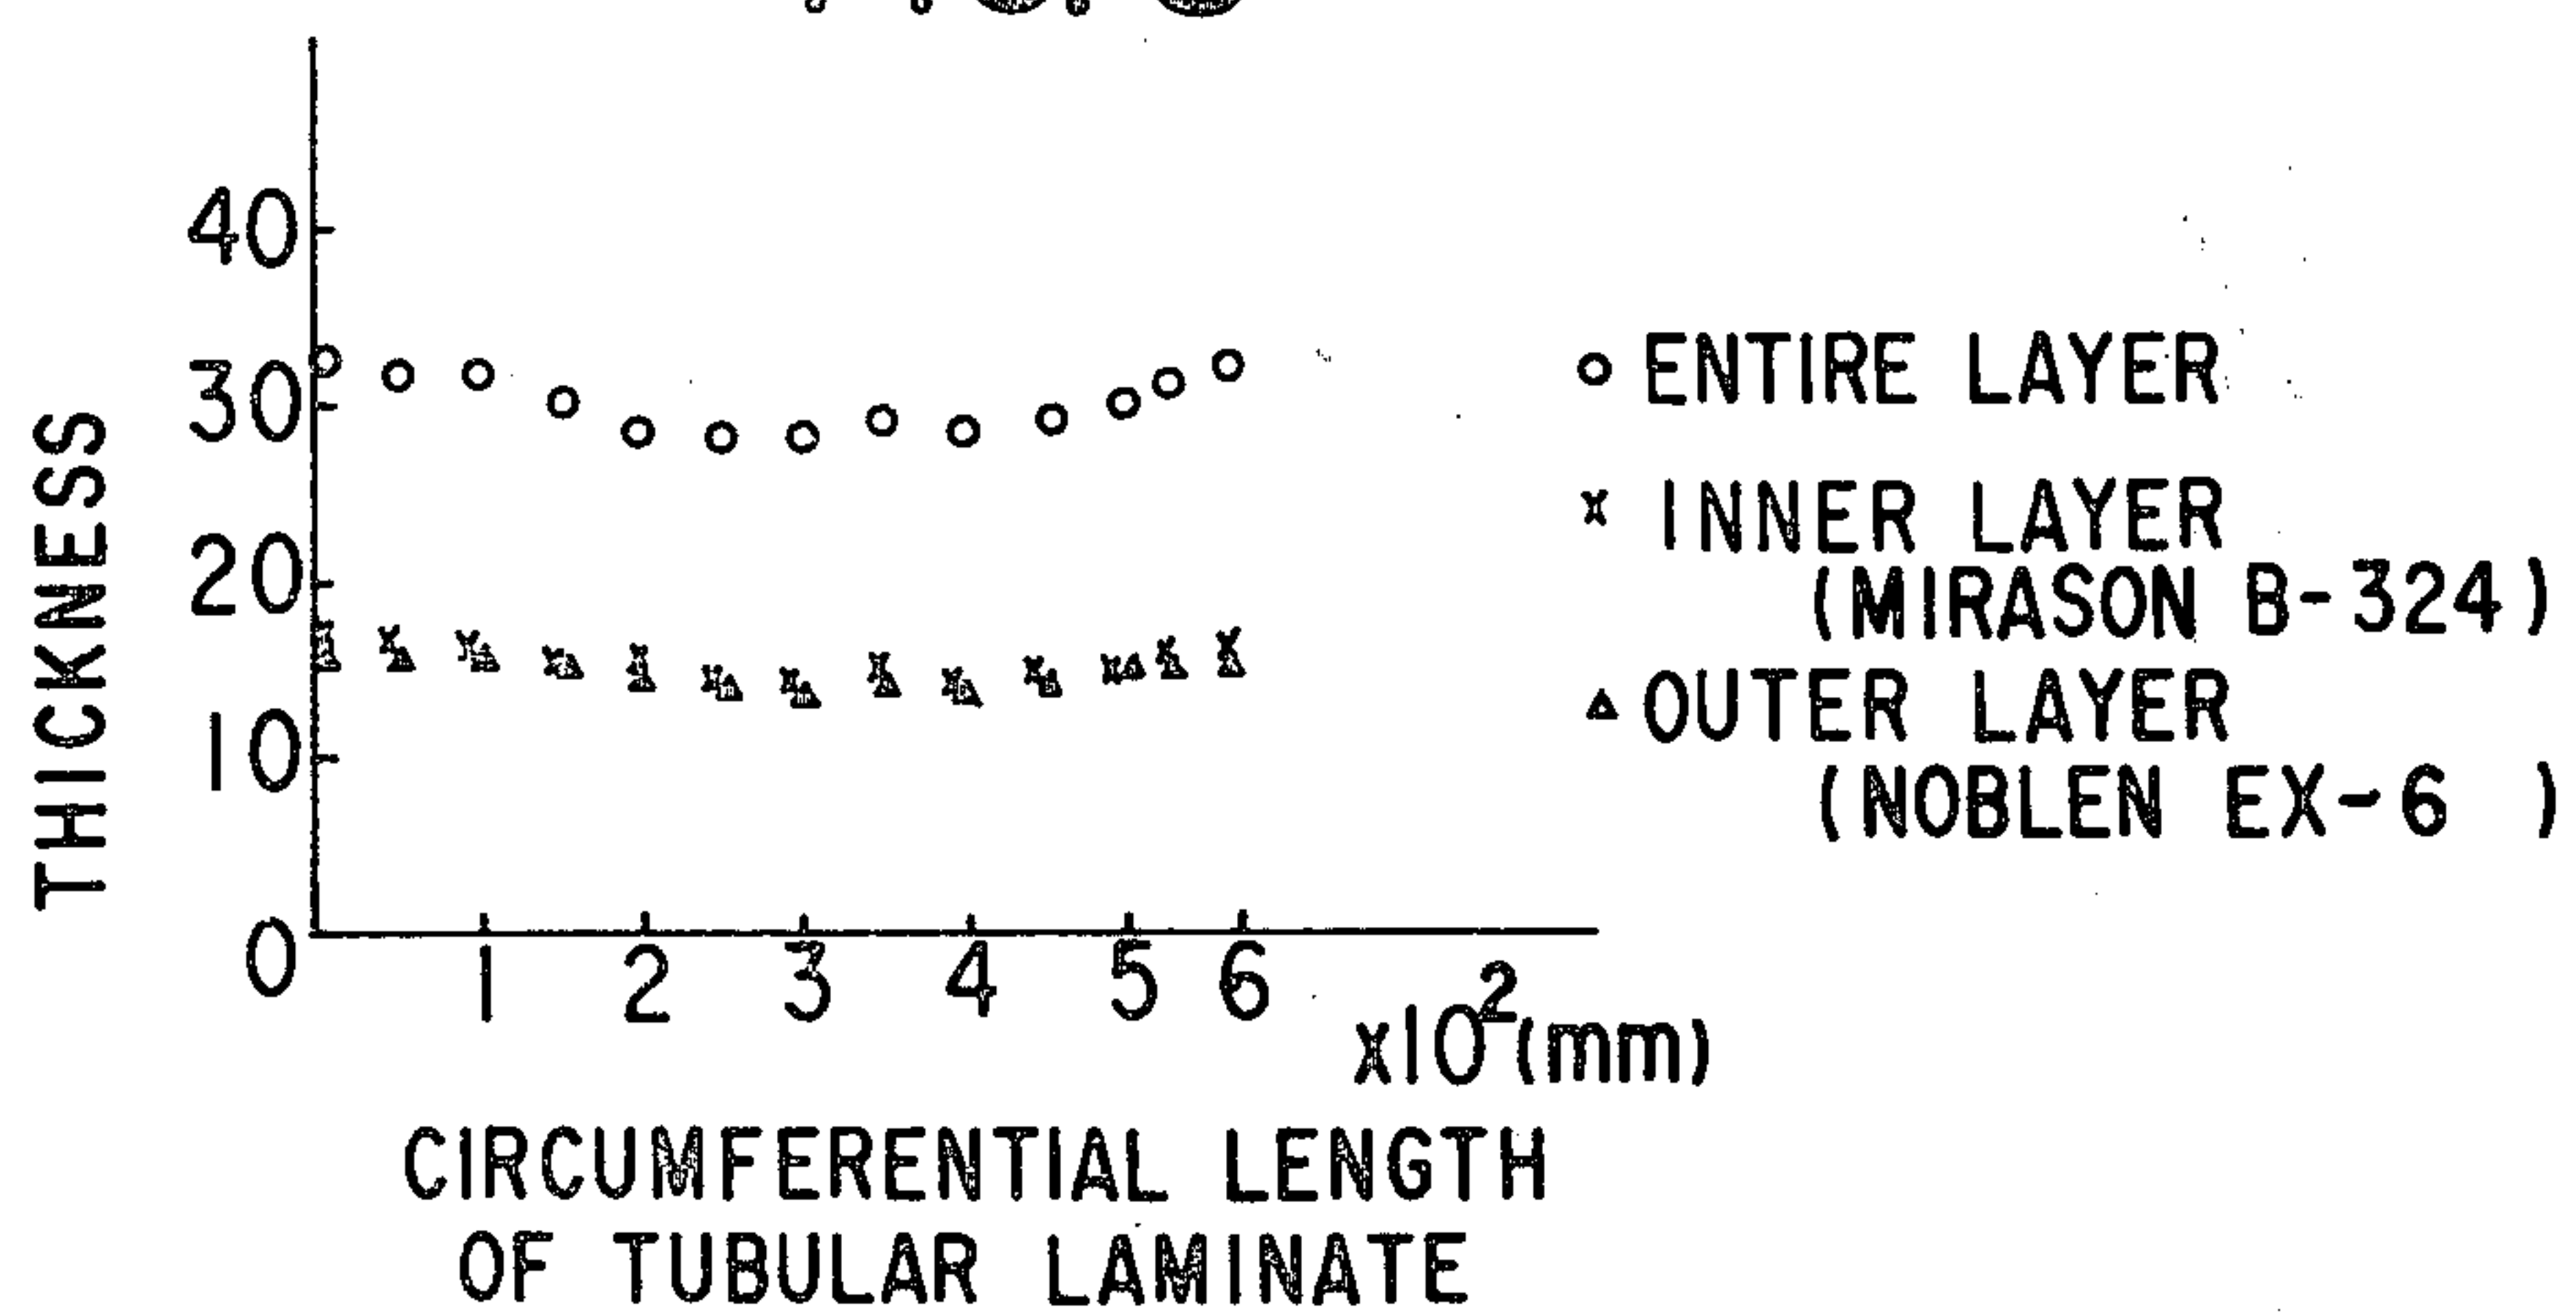 40
30
20
10
0
THICKNESS
1 2 3 4 5 6
x10²(mm)
CIRCUMFERENTIAL LENGTH
OF TUBULAR LAMINATE
o ENTIRE LAYER
x INNER LAYER
(MIRASON B-324)
▲ OUTER LAYER
(NOBLEN EX-6 )